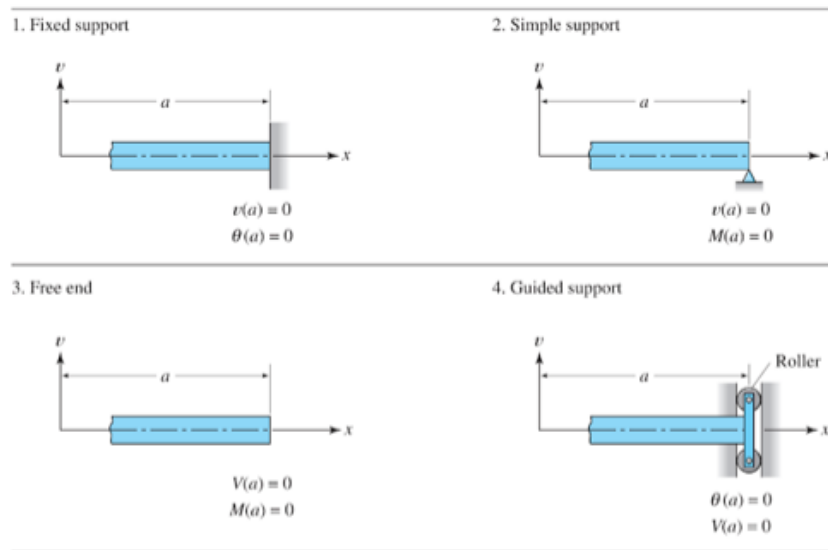 1. Fixed support
v
a
x
v(a) = 0
θ(a) = 0
2. Simple support
v
a
x
v(a) = 0
M(a) = 0
3. Free end
v
a
x
V(a) = 0
M(a) = 0
4. Guided support
v
a
Roller
x
θ(a) = 0
V(a) = 0